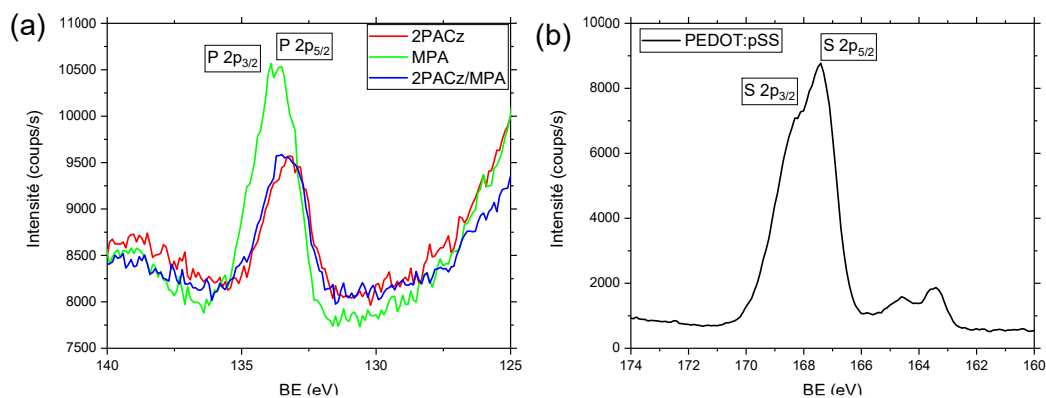 (a)
P 2p3/2
P 2p5/2
2PACz
MPA
2PACz/MPA
11000
10500
10000
9500
9000
8500
8000
7500
Intensité (coups/s)
140
135
130
125
BE (eV)
(b)
PEDOT:pSS
S 2p5/2
S 2p3/2
10000
8000
6000
4000
2000
0
Intensité (coups/s)
174
172
170
168
166
164
162
160
BE (eV)